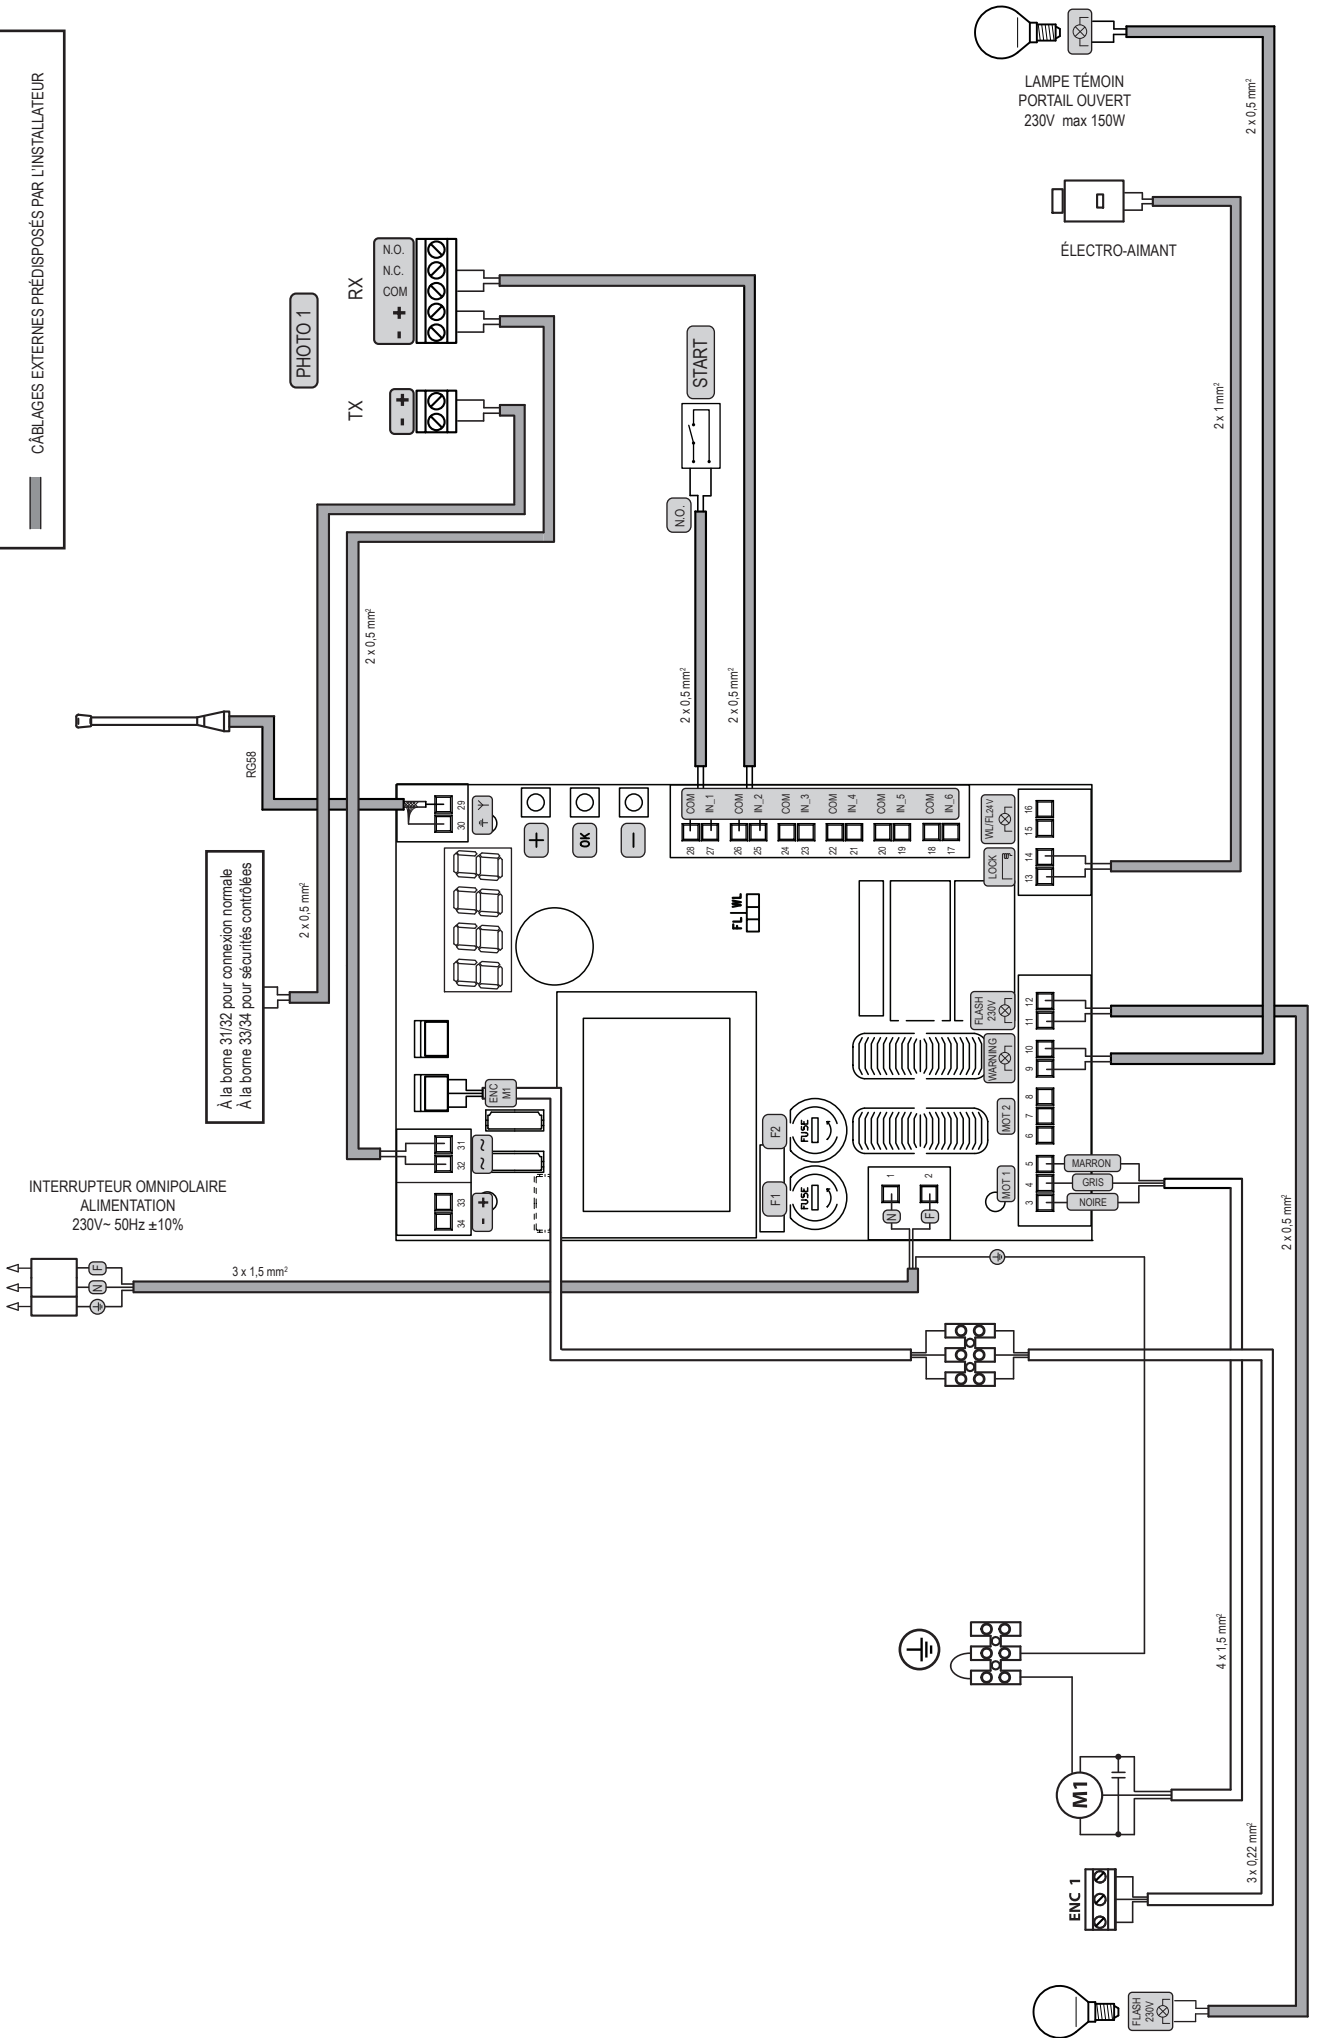 CÂBLAGES EXTERNES PRÉDISPOSÉS PAR L'INSTALLATEUR
LAMPE TÉMOIN
PORTAIL OUVERT
230V max 150W
2 x 0,5 mm²
ÉLECTRO-AIMANT
2 x 1 mm²
PHOTO 1
RX
N.O.
N.C.
COM
+
-
TX
- +
START
N.O.
2 x 0,5 mm²
2 x 0,5 mm²
2 x 0,5 mm²
RG58
À la borne 31/32 pour connexion normale
À la borne 33/34 pour sécurités contrôlées
2 x 0,5 mm²
INTERRUPTEUR OMNIPOLAIRE
ALIMENTATION
230V~ 50Hz ±10%
F
N
3 x 1,5 mm²
30 29
+
OK
-
28 COM
27 IN_1
26 COM
25 IN_2
24 COM
23 IN_3
22 COM
21 IN_4
20 COM
19 IN_5
18 COM
17 IN_6
FL WL
WL/FL24V
16
15
LOCK
14
13
FLASH
230V
12
11
WARNING
10
9
MOT 2
8
7
6
MOT 1
5 MARRON
4 GRIS
3 NOIRE
ENC
M1
32 31
~ ~
34 33
- +
F2
FUSE
F1
FUSE
1
2
N
F
2 x 0,5 mm²
4 x 1,5 mm²
M1
3 x 0,22 mm²
ENC 1
FLASH
230V